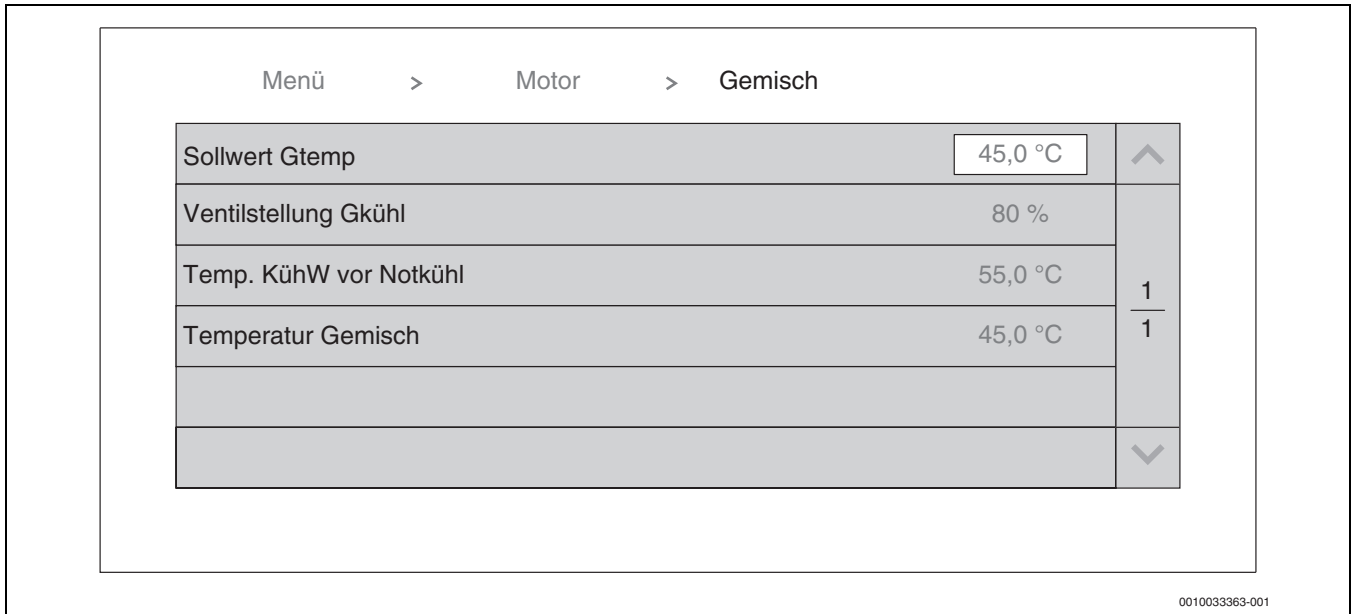 Menü > Motor > Gemisch
Sollwert Gtemp 45,0 °C
Ventilstellung Gkühl 80 %
Temp. KühW vor Notkühl 55,0 °C
Temperatur Gemisch 45,0 °C
1
1
0010033363-001